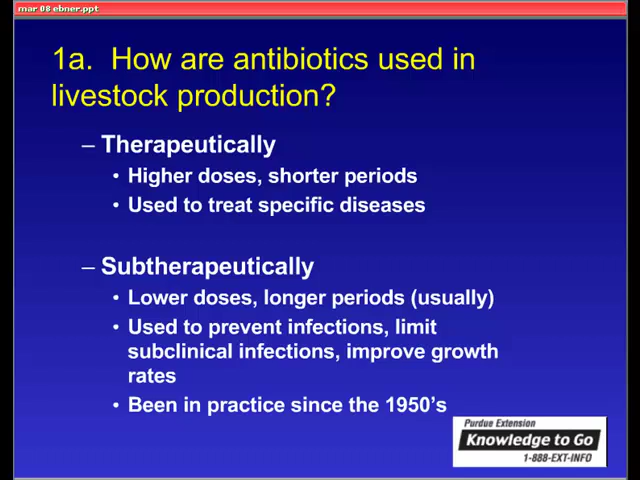 mar 08 ebner.ppt
1a. How are antibiotics used in
livestock production?
– Therapeutically
• Higher doses, shorter periods
• Used to treat specific diseases
– Subtherapeutically
• Lower doses, longer periods (usually)
• Used to prevent infections, limit
subclinical infections, improve growth
rates
• Been in practice since the 1950's
Purdue Extension
Knowledge to Go
1-888-EXT-INFO